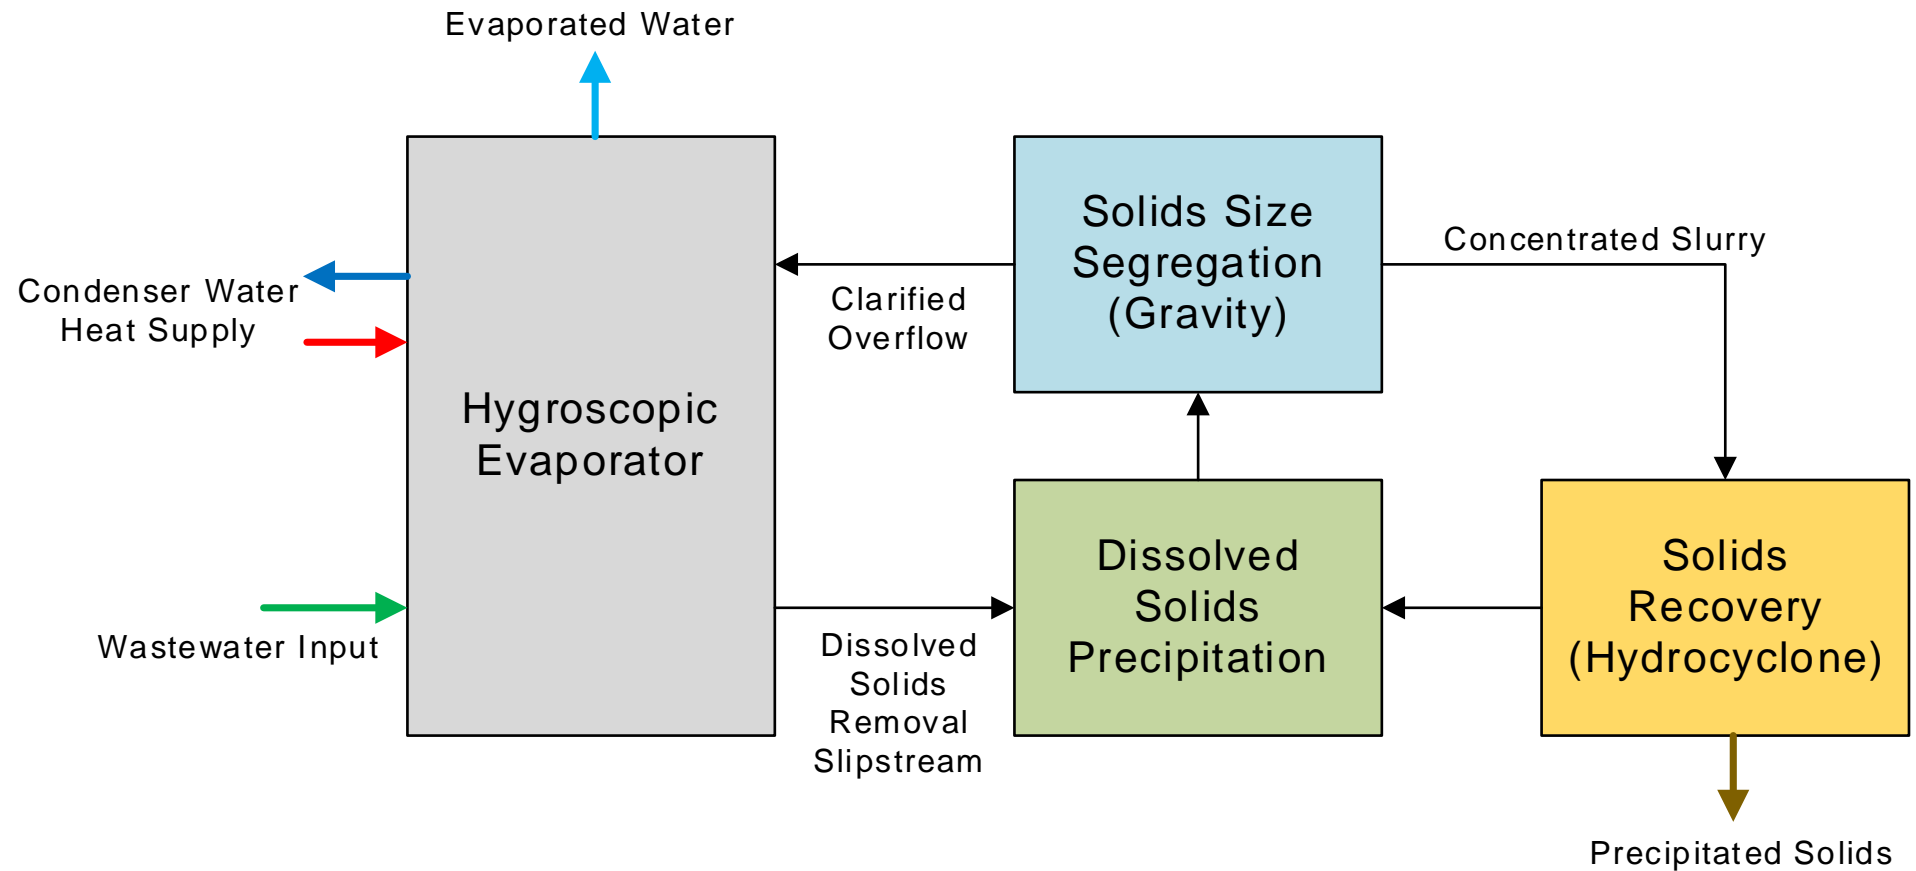 Evaporated Water
Condenser Water
Heat Supply
Wastewater Input
Hygroscopic
Evaporator
Clarified
Overflow
Dissolved
Solids
Removal
Slipstream
Solids Size
Segregation
(Gravity)
Dissolved
Solids
Precipitation
Concentrated Slurry
Solids
Recovery
(Hydrocyclone)
Precipitated Solids